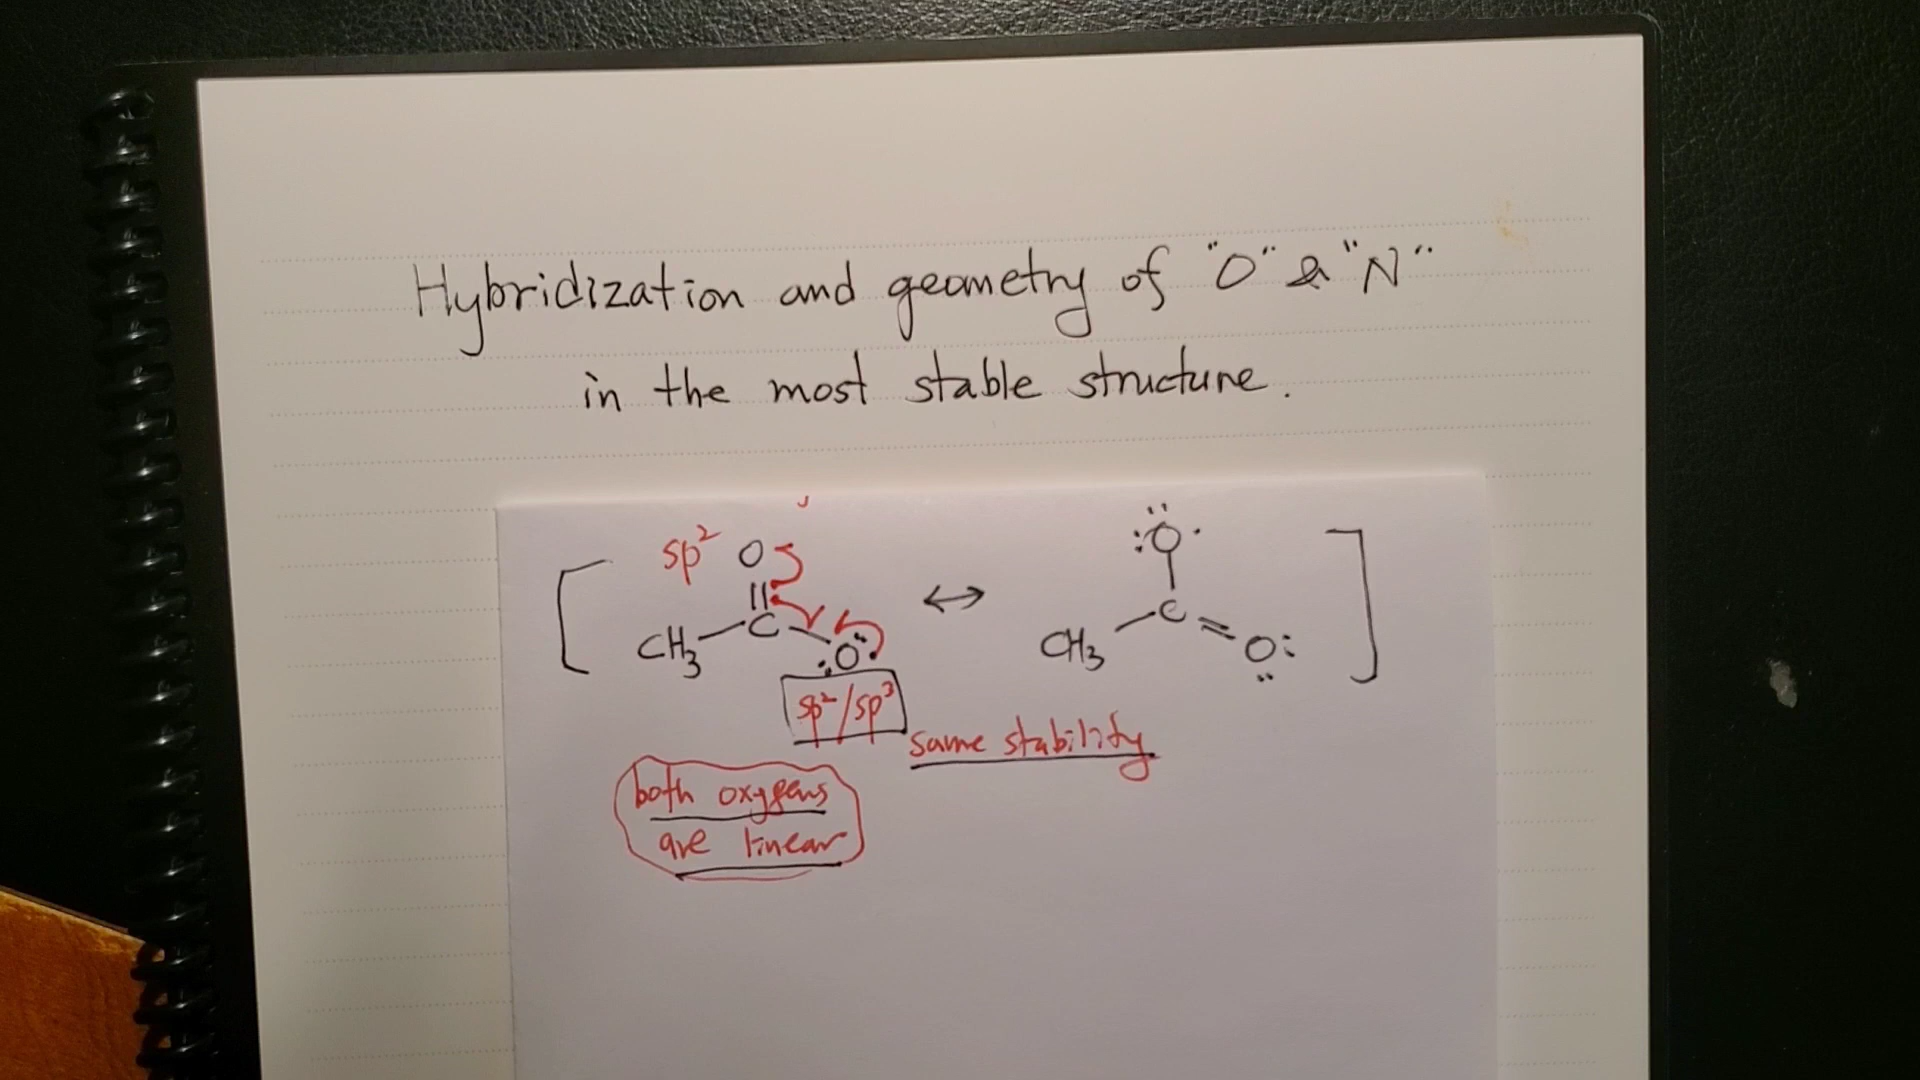 Hybridization and geometry of "O" & "N"
in the most stable structure.
sp² O
||
CH₃ C O
sp²/sp³
O
C
CH₃ O
same stability
both oxygens
are linear